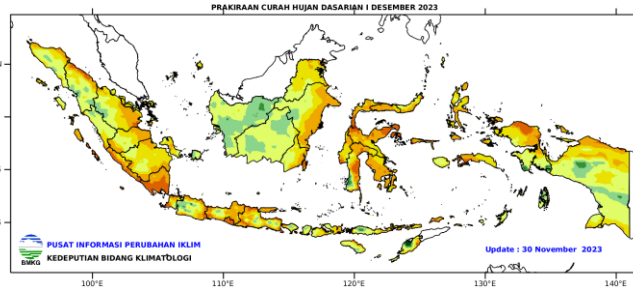 PRAKIRAAN CURAH HUJAN DASARIAN I DESEMBER 2023
PUSAT INFORMASI PERUBAHAN IKLIM
KEDEPUTIAN BIDANG KLIMATOLOGI
BMKG
Update : 30 November 2023
100°E 110°E 120°E 130°E 140°E